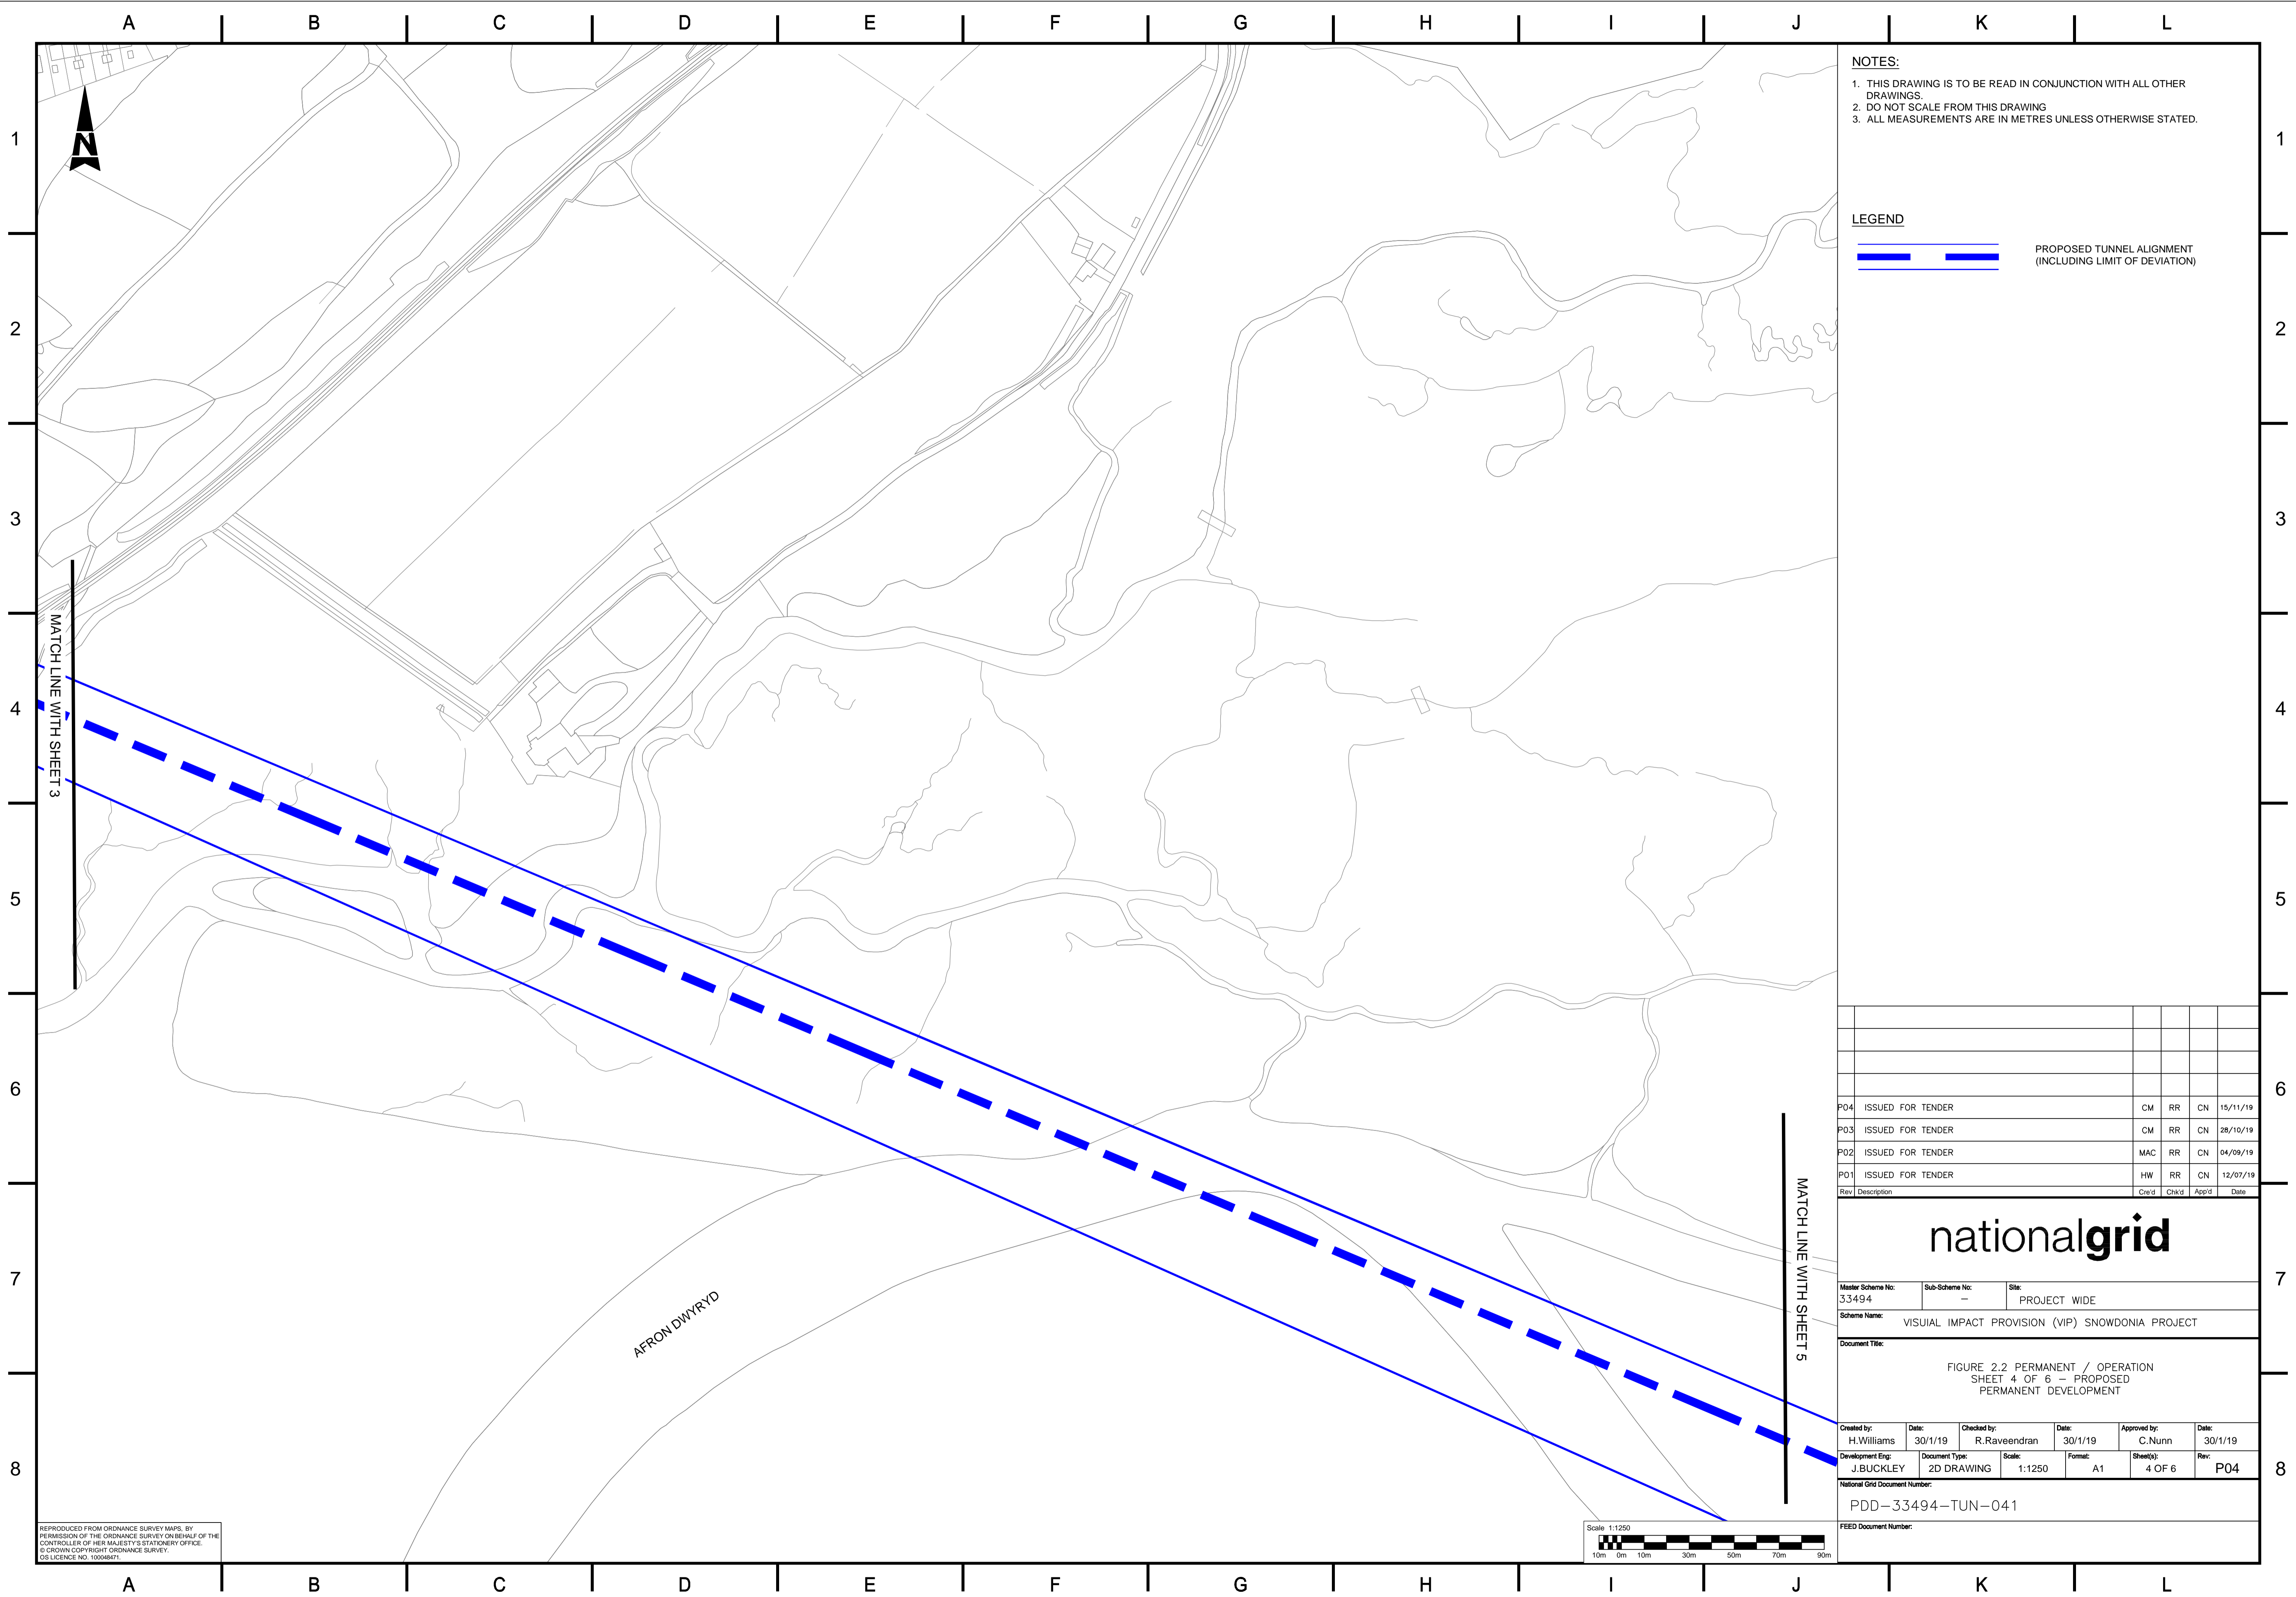 A B C D E F G H I J K L
1 1
2 2
3 3
4 4
5 5
6 6
7 7
8 8
N
MATCH LINE WITH SHEET 3
AFRON DWYRYD
MATCH LINE WITH SHEET 5
REPRODUCED FROM ORDNANCE SURVEY MAPS, BY
PERMISSION OF THE ORDNANCE SURVEY ON BEHALF OF THE
CONTROLLER OF HER MAJESTY'S STATIONERY OFFICE.
© CROWN COPYRIGHT ORDNANCE SURVEY.
OS LICENCE NO. 100048471.
Scale 1:1250
10m 0m 10m 30m 50m 70m 90m
NOTES:
1. THIS DRAWING IS TO BE READ IN CONJUNCTION WITH ALL OTHER
DRAWINGS.
2. DO NOT SCALE FROM THIS DRAWING
3. ALL MEASUREMENTS ARE IN METRES UNLESS OTHERWISE STATED.
LEGEND
PROPOSED TUNNEL ALIGNMENT
(INCLUDING LIMIT OF DEVIATION)
P04 ISSUED FOR TENDER CM RR CN 15/11/19
P03 ISSUED FOR TENDER CM RR CN 28/10/19
P02 ISSUED FOR TENDER MAC RR CN 04/09/19
P01 ISSUED FOR TENDER HW RR CN 12/07/19
Rev Description Cre'd Chk'd App'd Date
nationalgrid
Master Scheme No: Sub-Scheme No: Site:
33494 – PROJECT WIDE
Scheme Name:
VISUIAL IMPACT PROVISION (VIP) SNOWDONIA PROJECT
Document Title:
FIGURE 2.2 PERMANENT / OPERATION
SHEET 4 OF 6 – PROPOSED
PERMANENT DEVELOPMENT
Created by: Date: Checked by: Date: Approved by: Date:
H.Williams 30/1/19 R.Raveendran 30/1/19 C.Nunn 30/1/19
Development Eng: Document Type: Scale: Format: Sheet(s): Rev:
J.BUCKLEY 2D DRAWING 1:1250 A1 4 OF 6 P04
National Grid Document Number:
PDD–33494–TUN–041
FEED Document Number:
A B C D E F G H I J K L